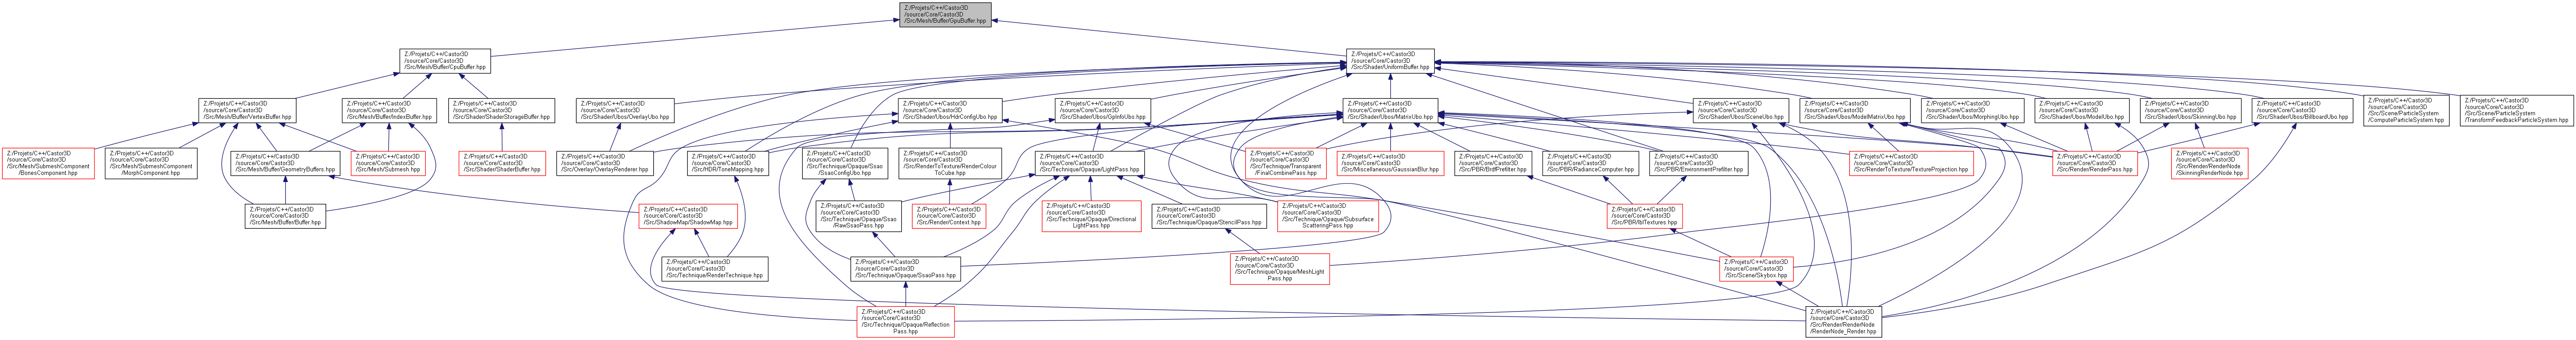 Z:/Projets/C++/Castor3D
/source/Core/Castor3D
/Src/Mesh/Buffer/GpuBuffer.hpp
Z:/Projets/C++/Castor3D
/source/Core/Castor3D
/Src/Mesh/Buffer/CpuBuffer.hpp
Z:/Projets/C++/Castor3D
/source/Core/Castor3D
/Src/Shader/UniformBuffer.hpp
Z:/Projets/C++/Castor3D
/source/Core/Castor3D
/Src/Mesh/Buffer/VertexBuffer.hpp
Z:/Projets/C++/Castor3D
/source/Core/Castor3D
/Src/Mesh/Buffer/IndexBuffer.hpp
Z:/Projets/C++/Castor3D
/source/Core/Castor3D
/Src/Shader/ShaderStorageBuffer.hpp
Z:/Projets/C++/Castor3D
/source/Core/Castor3D
/Src/Shader/Ubos/OverlayUbo.hpp
Z:/Projets/C++/Castor3D
/source/Core/Castor3D
/Src/Shader/Ubos/HdrConfigUbo.hpp
Z:/Projets/C++/Castor3D
/source/Core/Castor3D
/Src/Shader/Ubos/GpInfoUbo.hpp
Z:/Projets/C++/Castor3D
/source/Core/Castor3D
/Src/Shader/Ubos/MatrixUbo.hpp
Z:/Projets/C++/Castor3D
/source/Core/Castor3D
/Src/Shader/Ubos/SceneUbo.hpp
Z:/Projets/C++/Castor3D
/source/Core/Castor3D
/Src/Shader/Ubos/ModelMatrixUbo.hpp
Z:/Projets/C++/Castor3D
/source/Core/Castor3D
/Src/Shader/Ubos/MorphingUbo.hpp
Z:/Projets/C++/Castor3D
/source/Core/Castor3D
/Src/Shader/Ubos/ModelUbo.hpp
Z:/Projets/C++/Castor3D
/source/Core/Castor3D
/Src/Shader/Ubos/SkinningUbo.hpp
Z:/Projets/C++/Castor3D
/source/Core/Castor3D
/Src/Shader/Ubos/BillboardUbo.hpp
Z:/Projets/C++/Castor3D
/source/Core/Castor3D
/Src/Scene/ParticleSystem
/ComputeParticleSystem.hpp
Z:/Projets/C++/Castor3D
/source/Core/Castor3D
/Src/Scene/ParticleSystem
/TransformFeedbackParticleSystem.hpp
Z:/Projets/C++/Castor3D
/source/Core/Castor3D
/Src/Mesh/SubmeshComponent
/BonesComponent.hpp
Z:/Projets/C++/Castor3D
/source/Core/Castor3D
/Src/Mesh/SubmeshComponent
/MorphComponent.hpp
Z:/Projets/C++/Castor3D
/source/Core/Castor3D
/Src/Mesh/Buffer/GeometryBuffers.hpp
Z:/Projets/C++/Castor3D
/source/Core/Castor3D
/Src/Mesh/Submesh.hpp
Z:/Projets/C++/Castor3D
/source/Core/Castor3D
/Src/Shader/ShaderBuffer.hpp
Z:/Projets/C++/Castor3D
/source/Core/Castor3D
/Src/Overlay/OverlayRenderer.hpp
Z:/Projets/C++/Castor3D
/source/Core/Castor3D
/Src/HDR/ToneMapping.hpp
Z:/Projets/C++/Castor3D
/source/Core/Castor3D
/Src/Technique/Opaque/Ssao
/SsaoConfigUbo.hpp
Z:/Projets/C++/Castor3D
/source/Core/Castor3D
/Src/RenderToTexture/RenderColour
ToCube.hpp
Z:/Projets/C++/Castor3D
/source/Core/Castor3D
/Src/Technique/Opaque/LightPass.hpp
Z:/Projets/C++/Castor3D
/source/Core/Castor3D
/Src/Technique/Transparent
/FinalCombinePass.hpp
Z:/Projets/C++/Castor3D
/source/Core/Castor3D
/Src/Miscellaneous/GaussianBlur.hpp
Z:/Projets/C++/Castor3D
/source/Core/Castor3D
/Src/PBR/BrdfPrefilter.hpp
Z:/Projets/C++/Castor3D
/source/Core/Castor3D
/Src/PBR/RadianceComputer.hpp
Z:/Projets/C++/Castor3D
/source/Core/Castor3D
/Src/PBR/EnvironmentPrefilter.hpp
Z:/Projets/C++/Castor3D
/source/Core/Castor3D
/Src/RenderToTexture/TextureProjection.hpp
Z:/Projets/C++/Castor3D
/source/Core/Castor3D
/Src/Render/RenderPass.hpp
Z:/Projets/C++/Castor3D
/source/Core/Castor3D
/Src/Render/RenderNode
/SkinningRenderNode.hpp
Z:/Projets/C++/Castor3D
/source/Core/Castor3D
/Src/Mesh/Buffer/Buffer.hpp
Z:/Projets/C++/Castor3D
/source/Core/Castor3D
/Src/ShadowMap/ShadowMap.hpp
Z:/Projets/C++/Castor3D
/source/Core/Castor3D
/Src/Technique/Opaque/Ssao
/RawSsaoPass.hpp
Z:/Projets/C++/Castor3D
/source/Core/Castor3D
/Src/Render/Context.hpp
Z:/Projets/C++/Castor3D
/source/Core/Castor3D
/Src/Technique/Opaque/Directional
LightPass.hpp
Z:/Projets/C++/Castor3D
/source/Core/Castor3D
/Src/Technique/Opaque/StencilPass.hpp
Z:/Projets/C++/Castor3D
/source/Core/Castor3D
/Src/Technique/Opaque/Subsurface
ScatteringPass.hpp
Z:/Projets/C++/Castor3D
/source/Core/Castor3D
/Src/PBR/IblTextures.hpp
Z:/Projets/C++/Castor3D
/source/Core/Castor3D
/Src/Technique/RenderTechnique.hpp
Z:/Projets/C++/Castor3D
/source/Core/Castor3D
/Src/Technique/Opaque/SsaoPass.hpp
Z:/Projets/C++/Castor3D
/source/Core/Castor3D
/Src/Technique/Opaque/MeshLight
Pass.hpp
Z:/Projets/C++/Castor3D
/source/Core/Castor3D
/Src/Scene/Skybox.hpp
Z:/Projets/C++/Castor3D
/source/Core/Castor3D
/Src/Technique/Opaque/Reflection
Pass.hpp
Z:/Projets/C++/Castor3D
/source/Core/Castor3D
/Src/Render/RenderNode
/RenderNode_Render.hpp